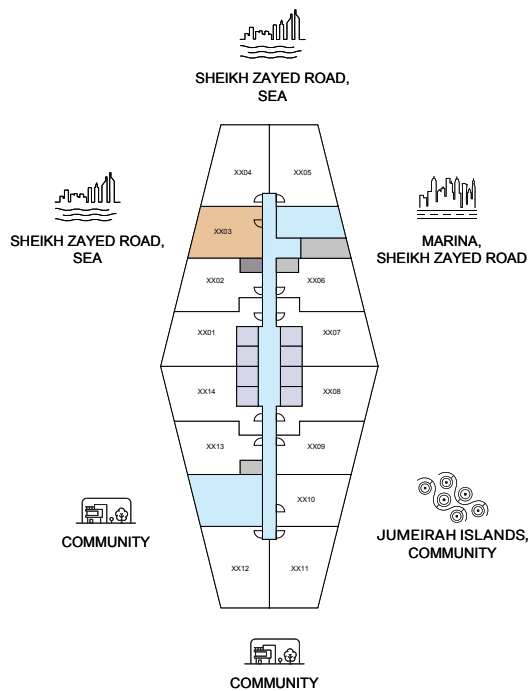 SHEIKH ZAYED ROAD,
SEA
XX04
XX05
SHEIKH ZAYED ROAD,
SEA
XX03
MARINA,
SHEIKH ZAYED ROAD
XX02
XX06
XX01
XX07
XX14
XX08
XX13
XX09
XX10
COMMUNITY
JUMEIRAH ISLANDS,
COMMUNITY
XX12
XX11
COMMUNITY